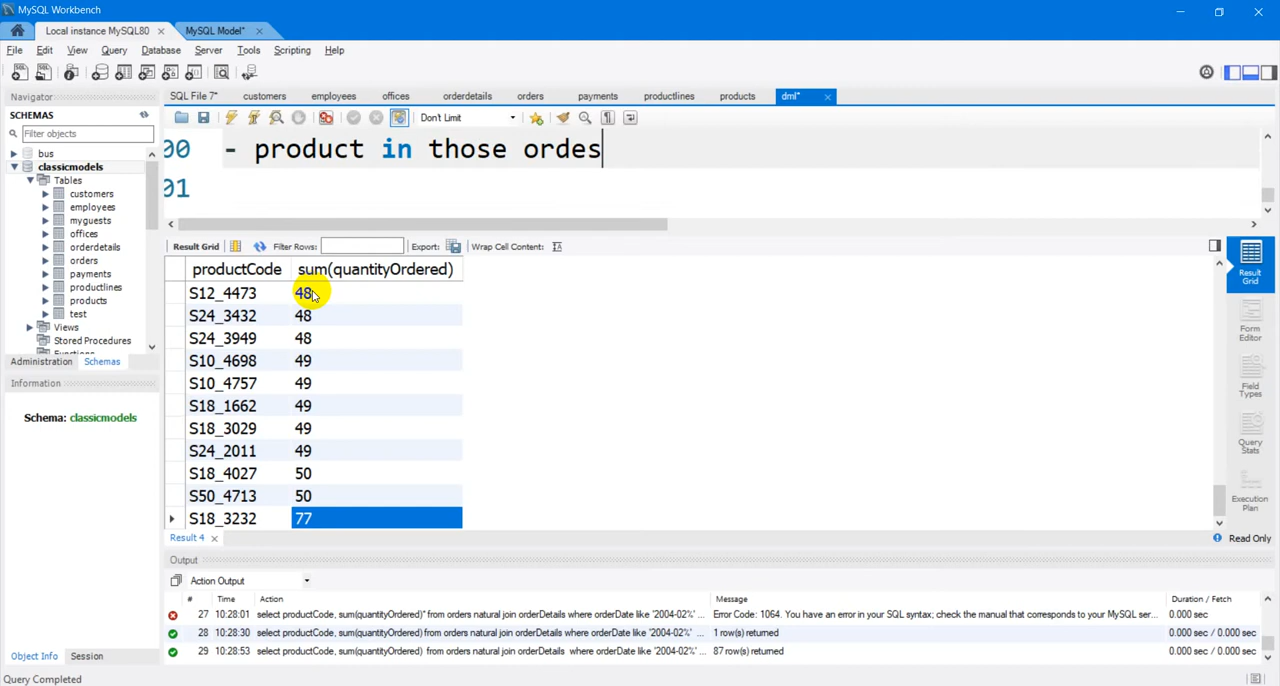 MySQL Workbench
Local instance MySQL80 MySQL Model*
File Edit View Query Database Server Tools Scripting Help
Navigator SQL File 7* customers employees offices orderdetails orders payments productlines products dml*
SCHEMAS
Don't Limit
Filter objects
00 - product in those ordes
bus
classicmodels
Tables
01
customers
employees
myguests
offices
orderdetails
Result Grid Filter Rows: Export: Wrap Cell Content:
orders
payments
productlines
products
test
Views
Stored Procedures
productCode sum(quantityOrdered)
S12_4473 48
S24_3432 48
S24_3949 48
S10_4698 49
S10_4757 49
S18_1662 49
S18_3029 49
S24_2011 49
S18_4027 50
S50_4713 50
S18_3232 77
Result Grid
Form Editor
Field Types
Query Stats
Execution Plan
Administration Schemas
Information
Schema: classicmodels
Result 4 Read Only
Output
Action Output
# Time Action Message Duration / Fetch
27 10:28:01 select productCode, sum(quantityOrdered)* from orders natural join orderDetails where orderDate like '2004-02%' ... Error Code: 1064. You have an error in your SQL syntax; check the manual that corresponds to your MySQL ser... 0.000 sec
28 10:28:30 select productCode, sum(quantityOrdered) from orders natural join orderDetails where orderDate like '2004-02%' ... 1 row(s) returned 0.000 sec / 0.000 sec
29 10:28:53 select productCode, sum(quantityOrdered) from orders natural join orderDetails where orderDate like '2004-02%' ... 87 row(s) returned 0.000 sec / 0.000 sec
Object Info Session
Query Completed